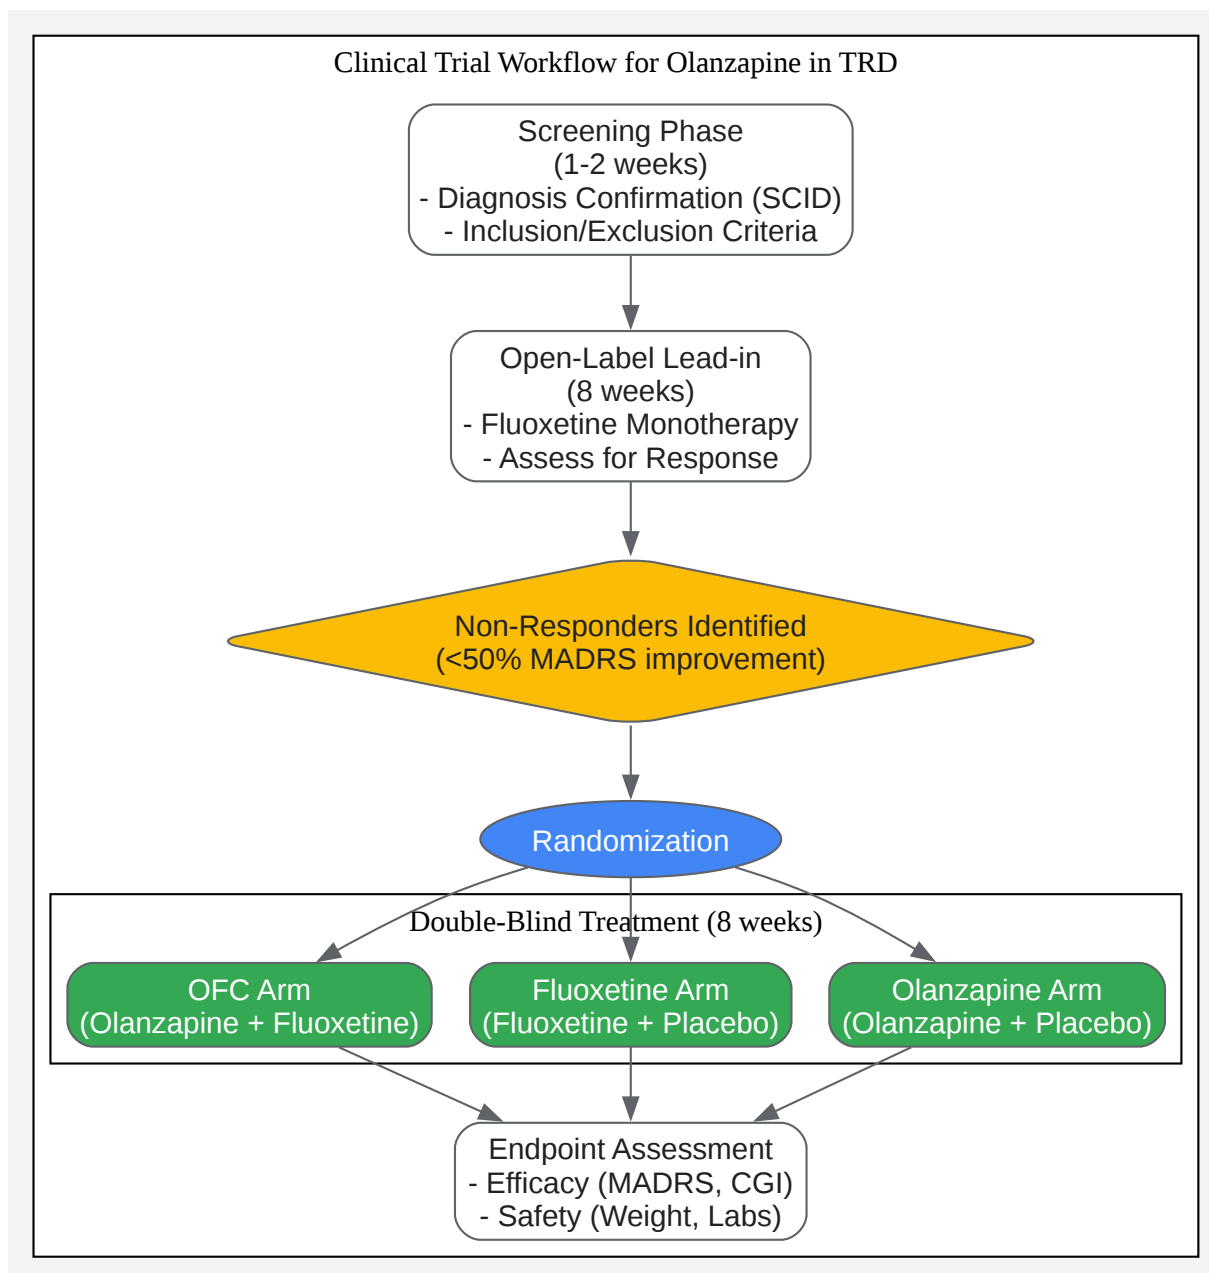 Clinical Trial Workflow for Olanzapine in TRD
Screening Phase
(1-2 weeks)
- Diagnosis Confirmation (SCID)
- Inclusion/Exclusion Criteria
Open-Label Lead-in
(8 weeks)
- Fluoxetine Monotherapy
- Assess for Response
Non-Responders Identified
(<50% MADRS improvement)
Randomization
Double-Blind Treatment (8 weeks)
OFC Arm
(Olanzapine + Fluoxetine)
Fluoxetine Arm
(Fluoxetine + Placebo)
Olanzapine Arm
(Olanzapine + Placebo)
Endpoint Assessment
- Efficacy (MADRS, CGI)
- Safety (Weight, Labs)